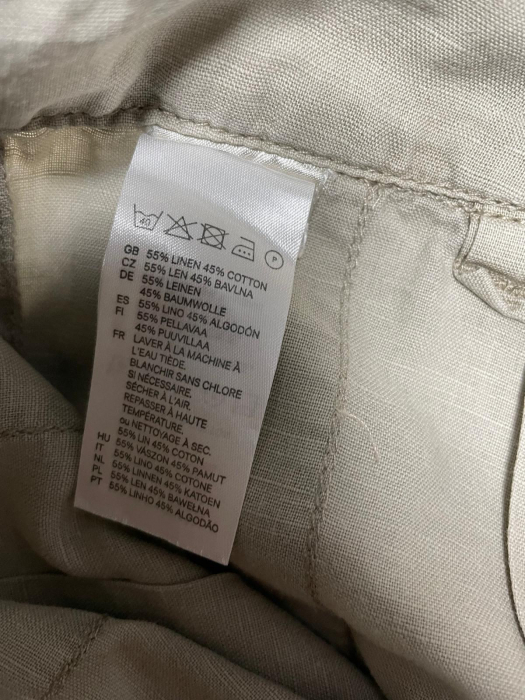 40
P
GB 55% LINEN 45% COTTON
CZ 55% LEN 45% BAVLNA
DE 55% LEINEN
45% BAUMWOLLE
ES 55% LINO 45% ALGODÓN
FI 55% PELLAVAA
45% PUUVILLAA
FR LAVER À LA MACHINE À
L'EAU TIÈDE.
BLANCHIR SANS CHLORE
SI NÉCESSAIRE.
SÉCHER À L'AIR.
REPASSER À HAUTE
TEMPÉRATURE.
ou NETTOYAGE À SEC.
55% LIN 45% COTON
HU 55% VÁSZON 45% PAMUT
IT 55% LINO 45% COTONE
NL 55% LINNEN 45% KATOEN
PL 55% LEN 45% BAWEŁNA
PT 55% LINHO 45% ALGODÃO